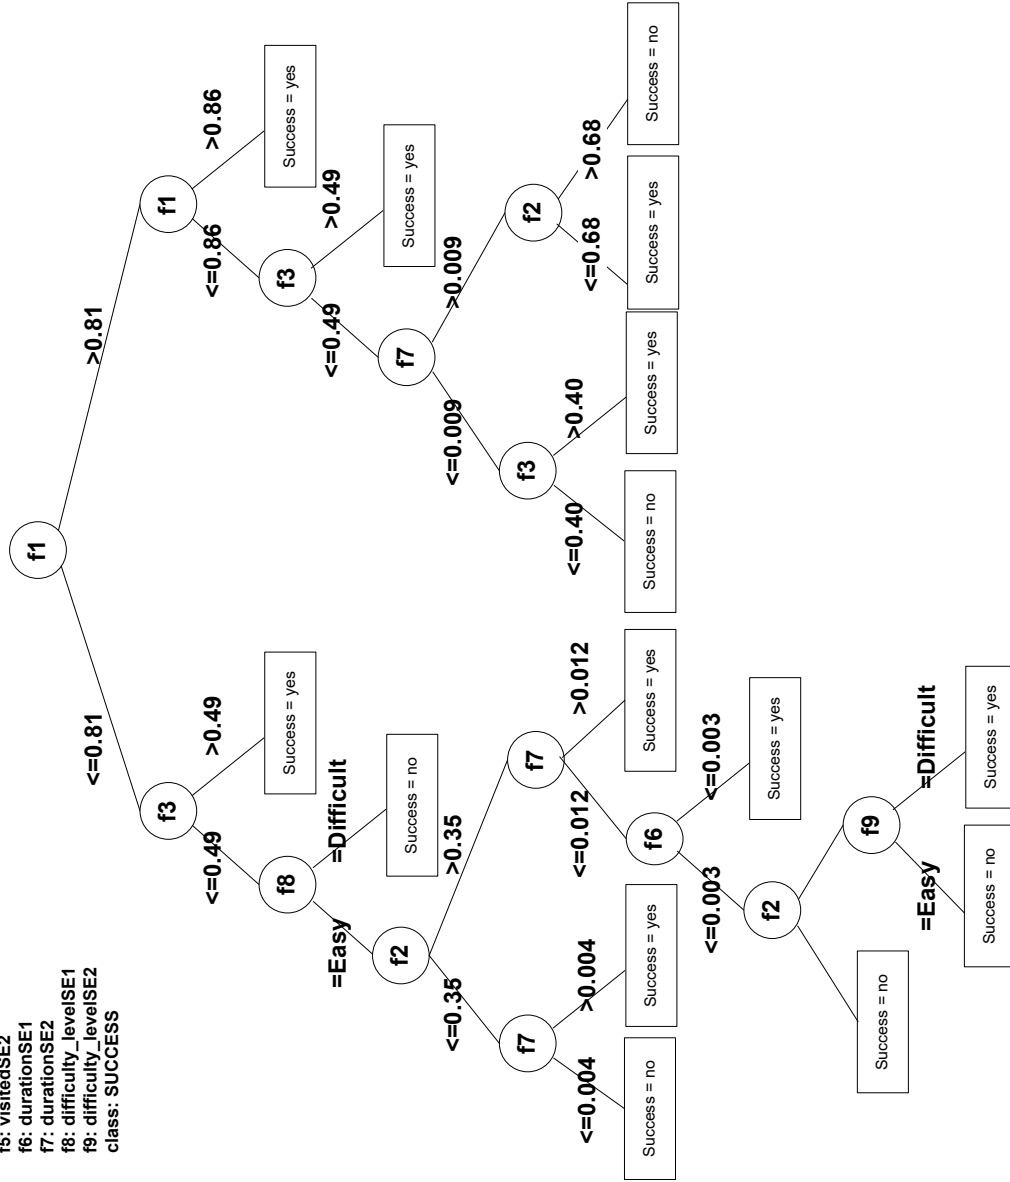 f5: visitedSE2
f6: durationSE1
f7: durationSE2
f8: difficulty_levelSE1
f9: difficulty_levelSE2
class: SUCCESS
f1
<=0.81
>0.81
f3
f1
<=0.49
>0.49
<=0.86
>0.86
f8
Success = yes
f3
Success = yes
=Easy
=Difficult
<=0.49
>0.49
f2
Success = no
f7
Success = yes
<=0.35
>0.35
<=0.009
>0.009
f7
f7
f3
f2
<=0.004
>0.004
<=0.012
>0.012
<=0.40
>0.40
<=0.68
>0.68
Success = no
Success = yes
f6
Success = yes
Success = no
Success = yes
Success = yes
Success = no
<=0.003
<=0.003
f2
Success = yes
Success = no
f9
=Easy
=Difficult
Success = no
Success = yes